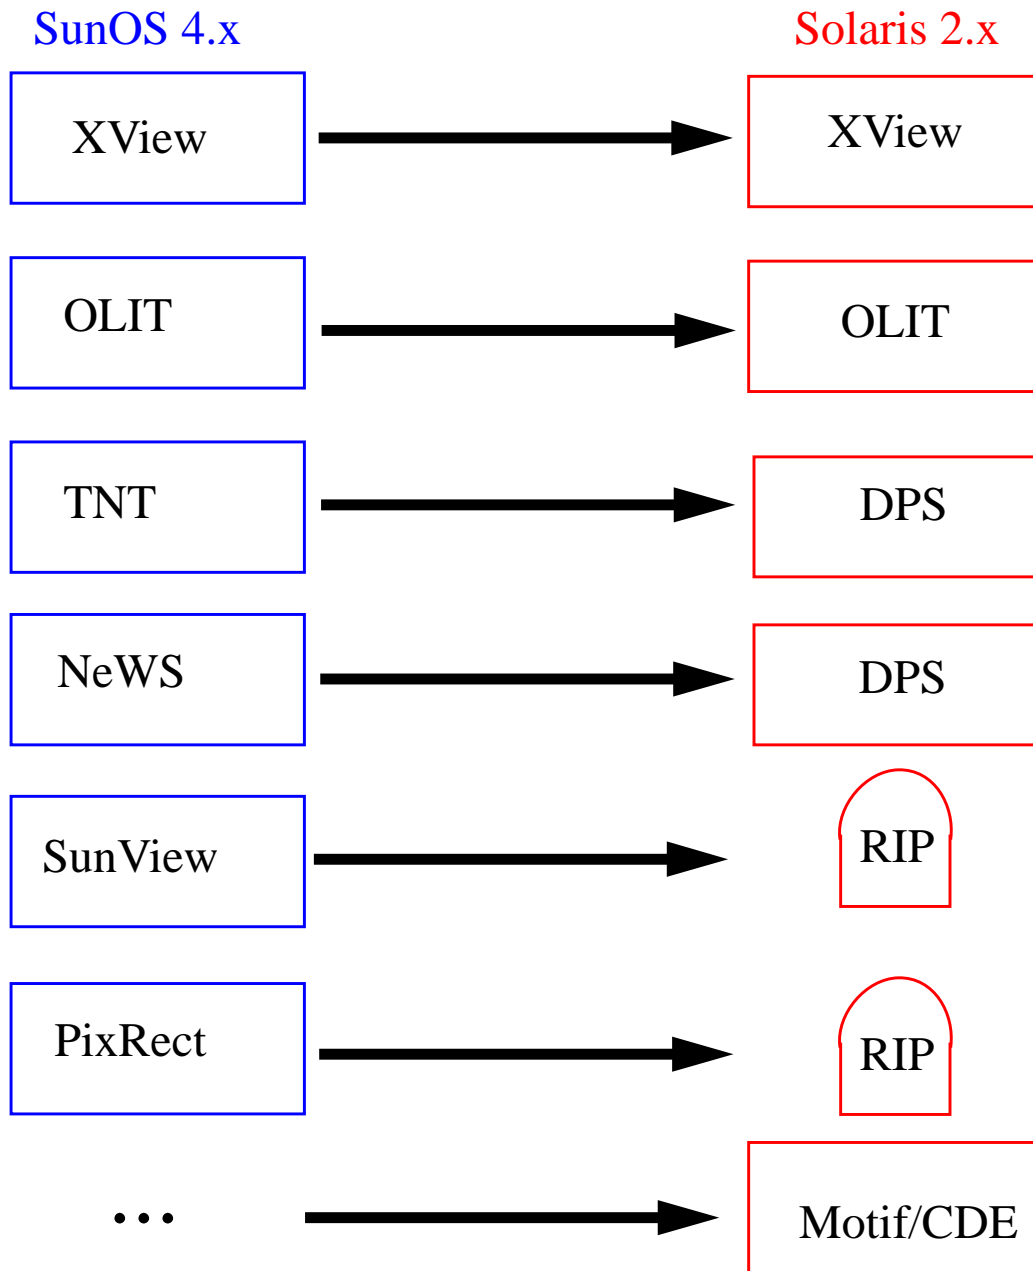 SunOS 4.x Solaris 2.x
XView XView
OLIT OLIT
TNT DPS
NeWS DPS
SunView RIP
PixRect RIP
... Motif/CDE